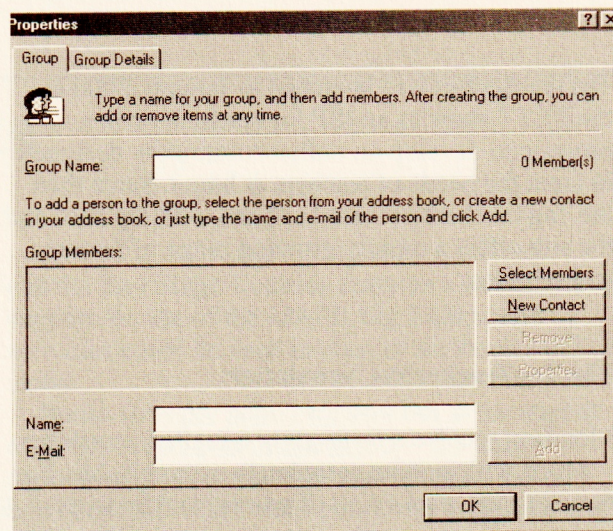 Properties
Group Group Details
Type a name for your group, and then add members. After creating the group, you can
add or remove items at any time.
Group Name: 0 Member(s)
To add a person to the group, select the person from your address book, or create a new contact
in your address book, or just type the name and e-mail of the person and click Add.
Group Members:
Select Members
New Contact
Remove
Properties
Name:
E-Mail: Add
OK Cancel